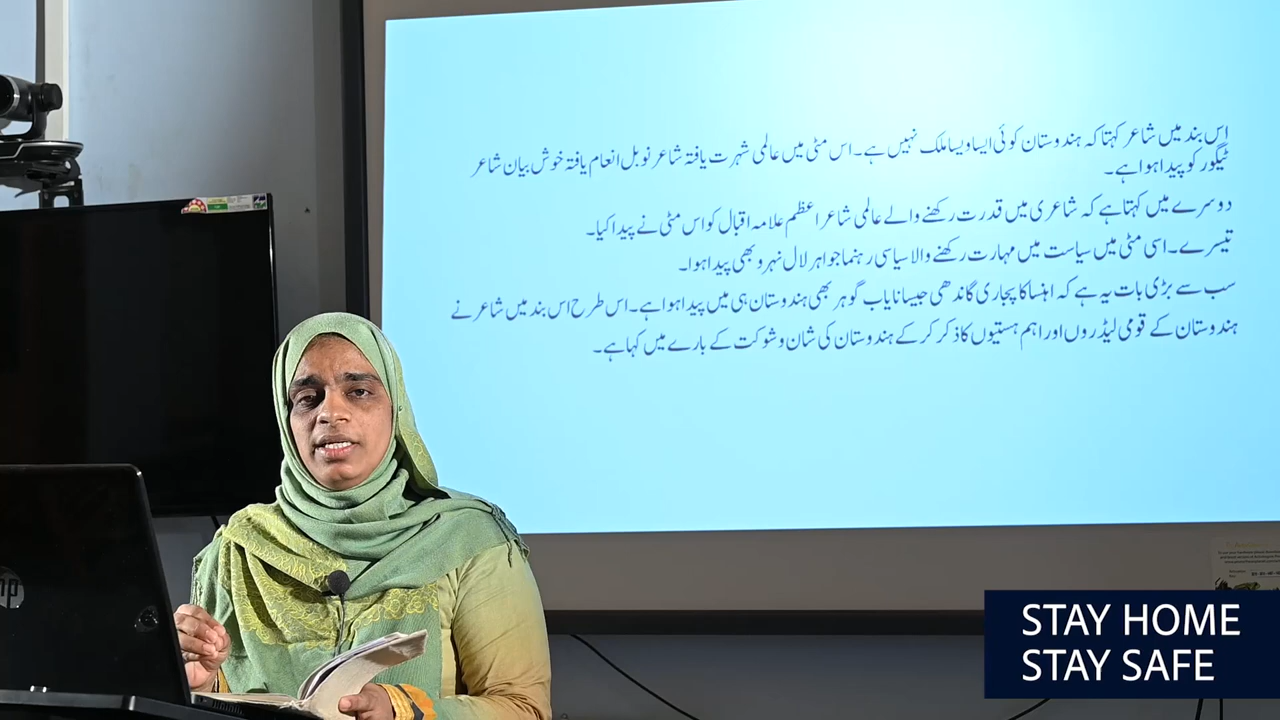 اس بند میں شاعر کہتا کہ ہندوستان کوئی ایسا ویسا ملک نہیں ہے۔ اس مٹی میں عالمی شہرت یافتہ شاعر نوبل انعام یافتہ خوش بیان شاعر
ٹیگور کو پیدا ہوا ہے۔
دوسرے میں کہتا ہے کہ شاعری میں قدرت رکھنے والے عالمی شاعر اعظم علامہ اقبال کو اس مٹی نے پیدا کیا۔
تیسرے۔ اسی مٹی میں سیاست میں مہارت رکھنے والا سیاسی رہنما جواہر لال نہرو بھی پیدا ہوا۔
سب سے بڑی بات یہ ہے کہ اہنسا کا پجاری گاندھی جیسا نایاب گوہر بھی ہندوستان ہی میں پیدا ہوا ہے۔ اس طرح اس بند میں شاعر نے
ہندوستان کے قومی لیڈروں اور اہم ہستیوں کا ذکر کر کے ہندوستان کی شان و شوکت کے بارے میں کہا ہے۔
hp
STAY HOME
STAY SAFE